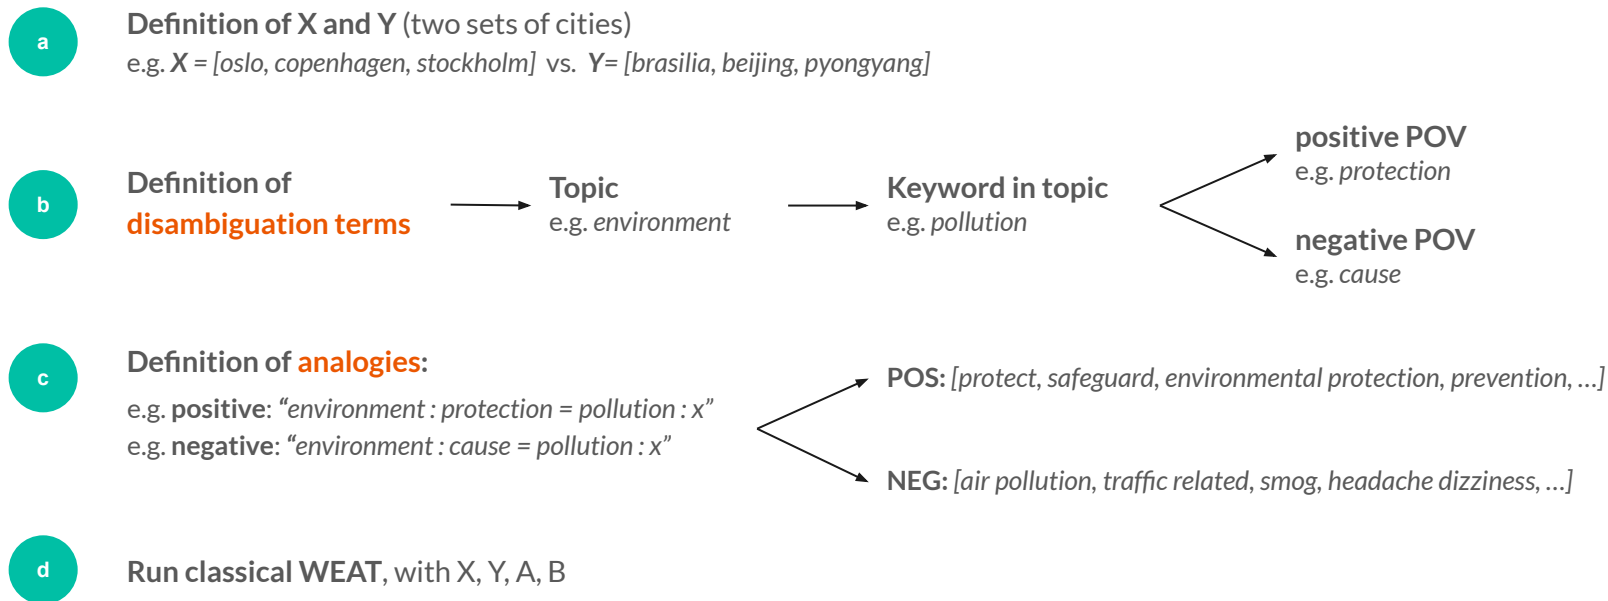 a
Definition of X and Y (two sets of cities)
e.g. X = [oslo, copenhagen, stockholm] vs. Y= [brasilia, beijing, pyongyang]
b
Definition of
disambiguation terms
Topic
e.g. environment
Keyword in topic
e.g. pollution
positive POV
e.g. protection
negative POV
e.g. cause
c
Definition of analogies:
e.g. positive: “environment : protection = pollution : x”
e.g. negative: “environment : cause = pollution : x”
POS: [protect, safeguard, environmental protection, prevention, ...]
NEG: [air pollution, traffic related, smog, headache dizziness, ...]
d
Run classical WEAT, with X, Y, A, B